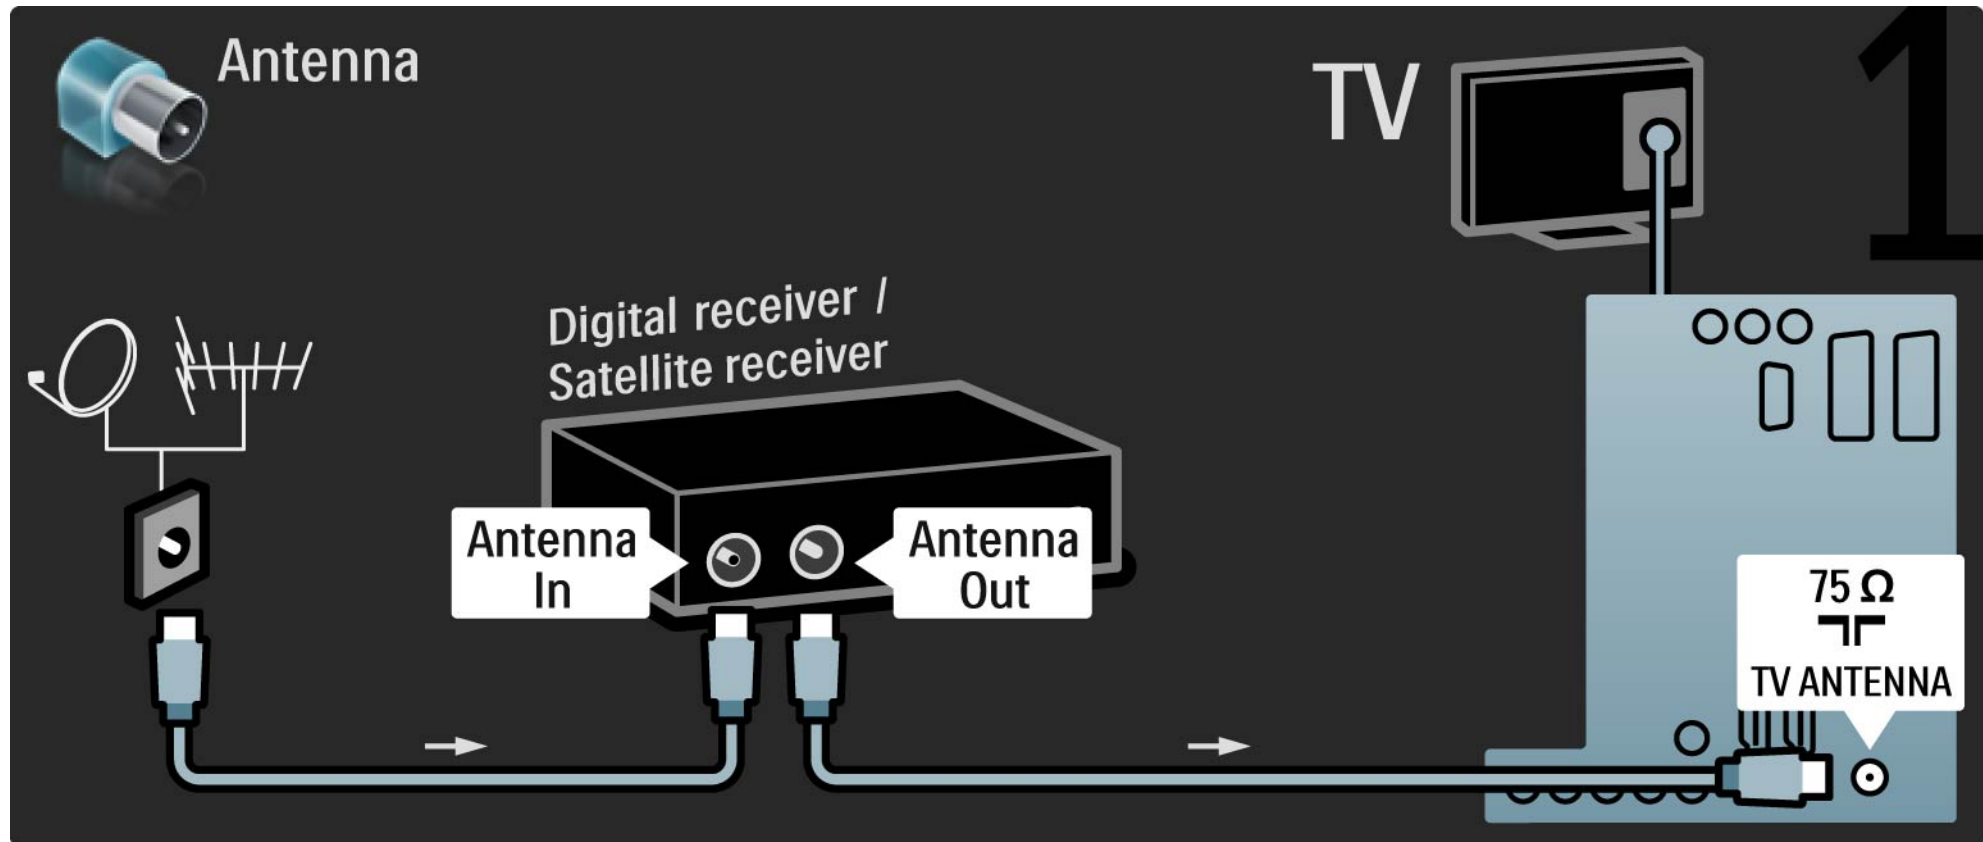 Antenna
TV
1
Digital receiver /
Satellite receiver
Antenna
In
Antenna
Out
75 Ω
TV ANTENNA